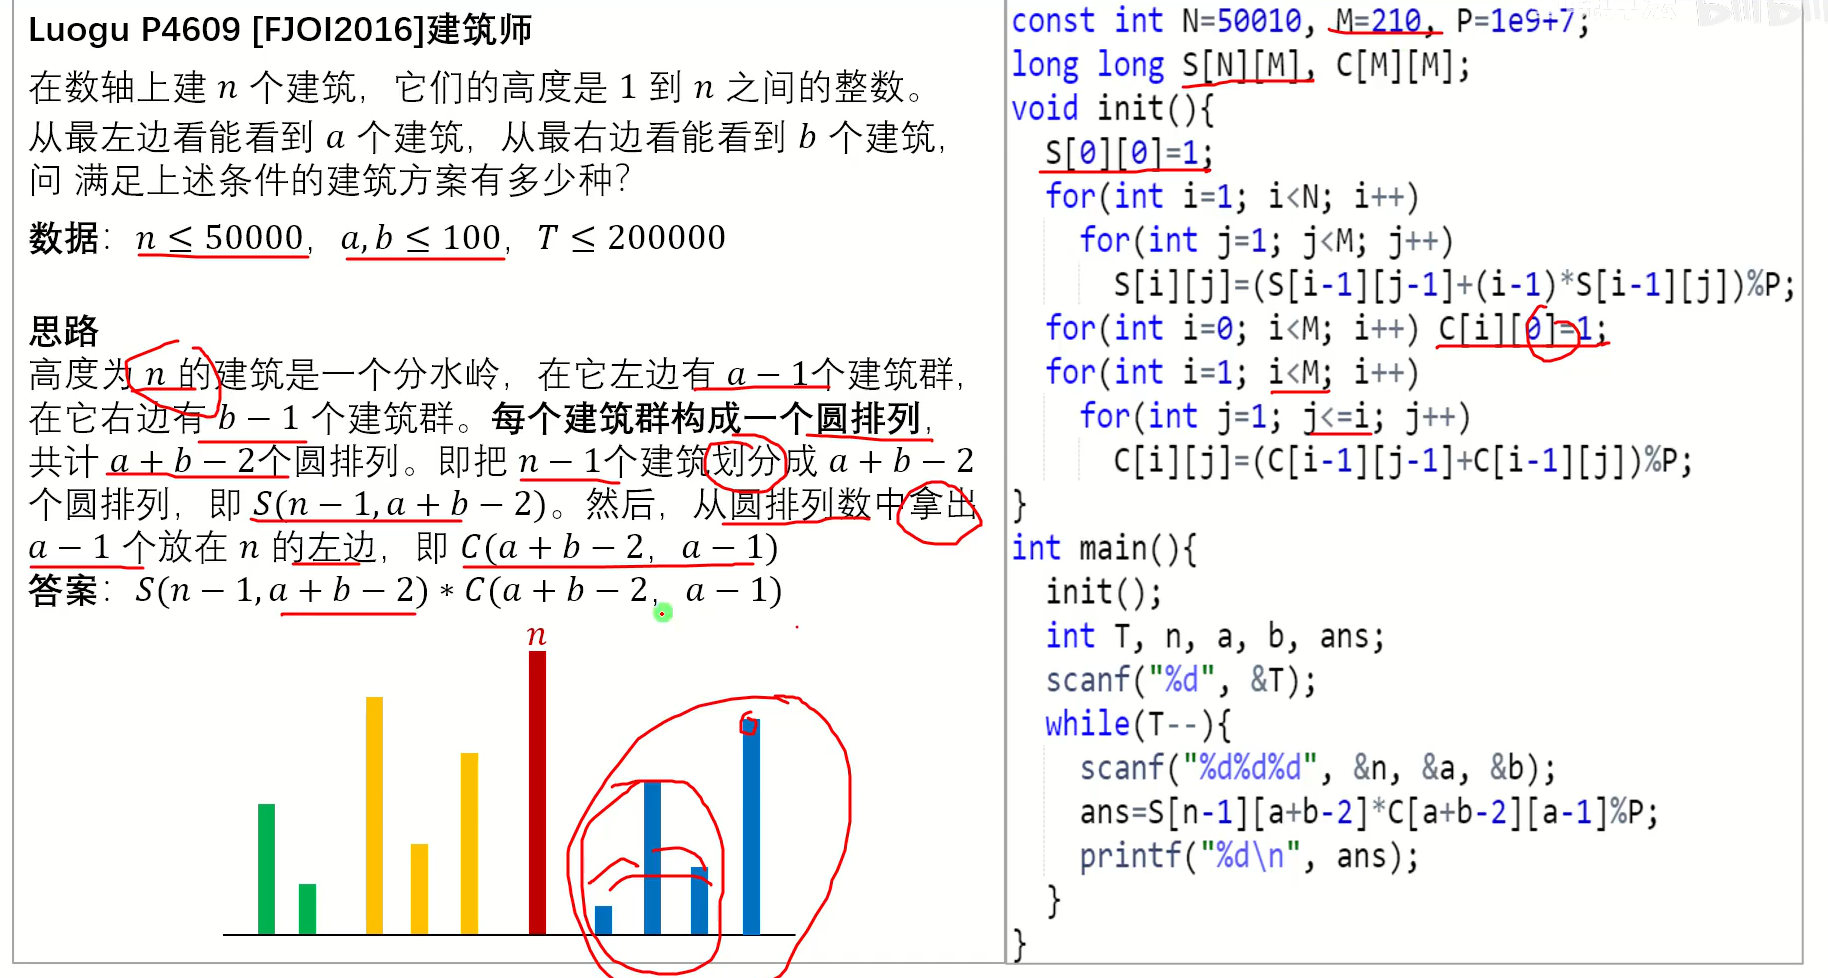 Luogu P4609 [FJOI2016]建筑师
在数轴上建 n 个建筑，它们的高度是 1 到 n 之间的整数。
从最左边看能看到 a 个建筑，从最右边看能看到 b 个建筑，
问 满足上述条件的建筑方案有多少种？
数据：n ≤ 50000，a, b ≤ 100，T ≤ 200000
思路
高度为 n 的建筑是一个分水岭，在它左边有 a − 1个建筑群，
在它右边有 b − 1 个建筑群。每个建筑群构成一个圆排列，
共计 a + b − 2个圆排列。即把 n − 1个建筑划分成 a + b − 2
个圆排列，即 S(n − 1, a + b − 2)。然后，从圆排列数中拿出
a − 1 个放在 n 的左边，即 C(a + b − 2， a − 1)
答案：S(n − 1, a + b − 2) ∗ C(a + b − 2， a − 1)
n
const int N=50010, M=210, P=1e9+7;
long long S[N][M], C[M][M];
void init(){
  S[0][0]=1;
  for(int i=1; i<N; i++)
    for(int j=1; j<M; j++)
      S[i][j]=(S[i-1][j-1]+(i-1)*S[i-1][j])%P;
  for(int i=0; i<M; i++) C[i][0]=1;
  for(int i=1; i<M; i++)
    for(int j=1; j<=i; j++)
      C[i][j]=(C[i-1][j-1]+C[i-1][j])%P;
}
int main(){
  init();
  int T, n, a, b, ans;
  scanf("%d", &T);
  while(T--){
    scanf("%d%d%d", &n, &a, &b);
    ans=S[n-1][a+b-2]*C[a+b-2][a-1]%P;
    printf("%d\n", ans);
  }
}